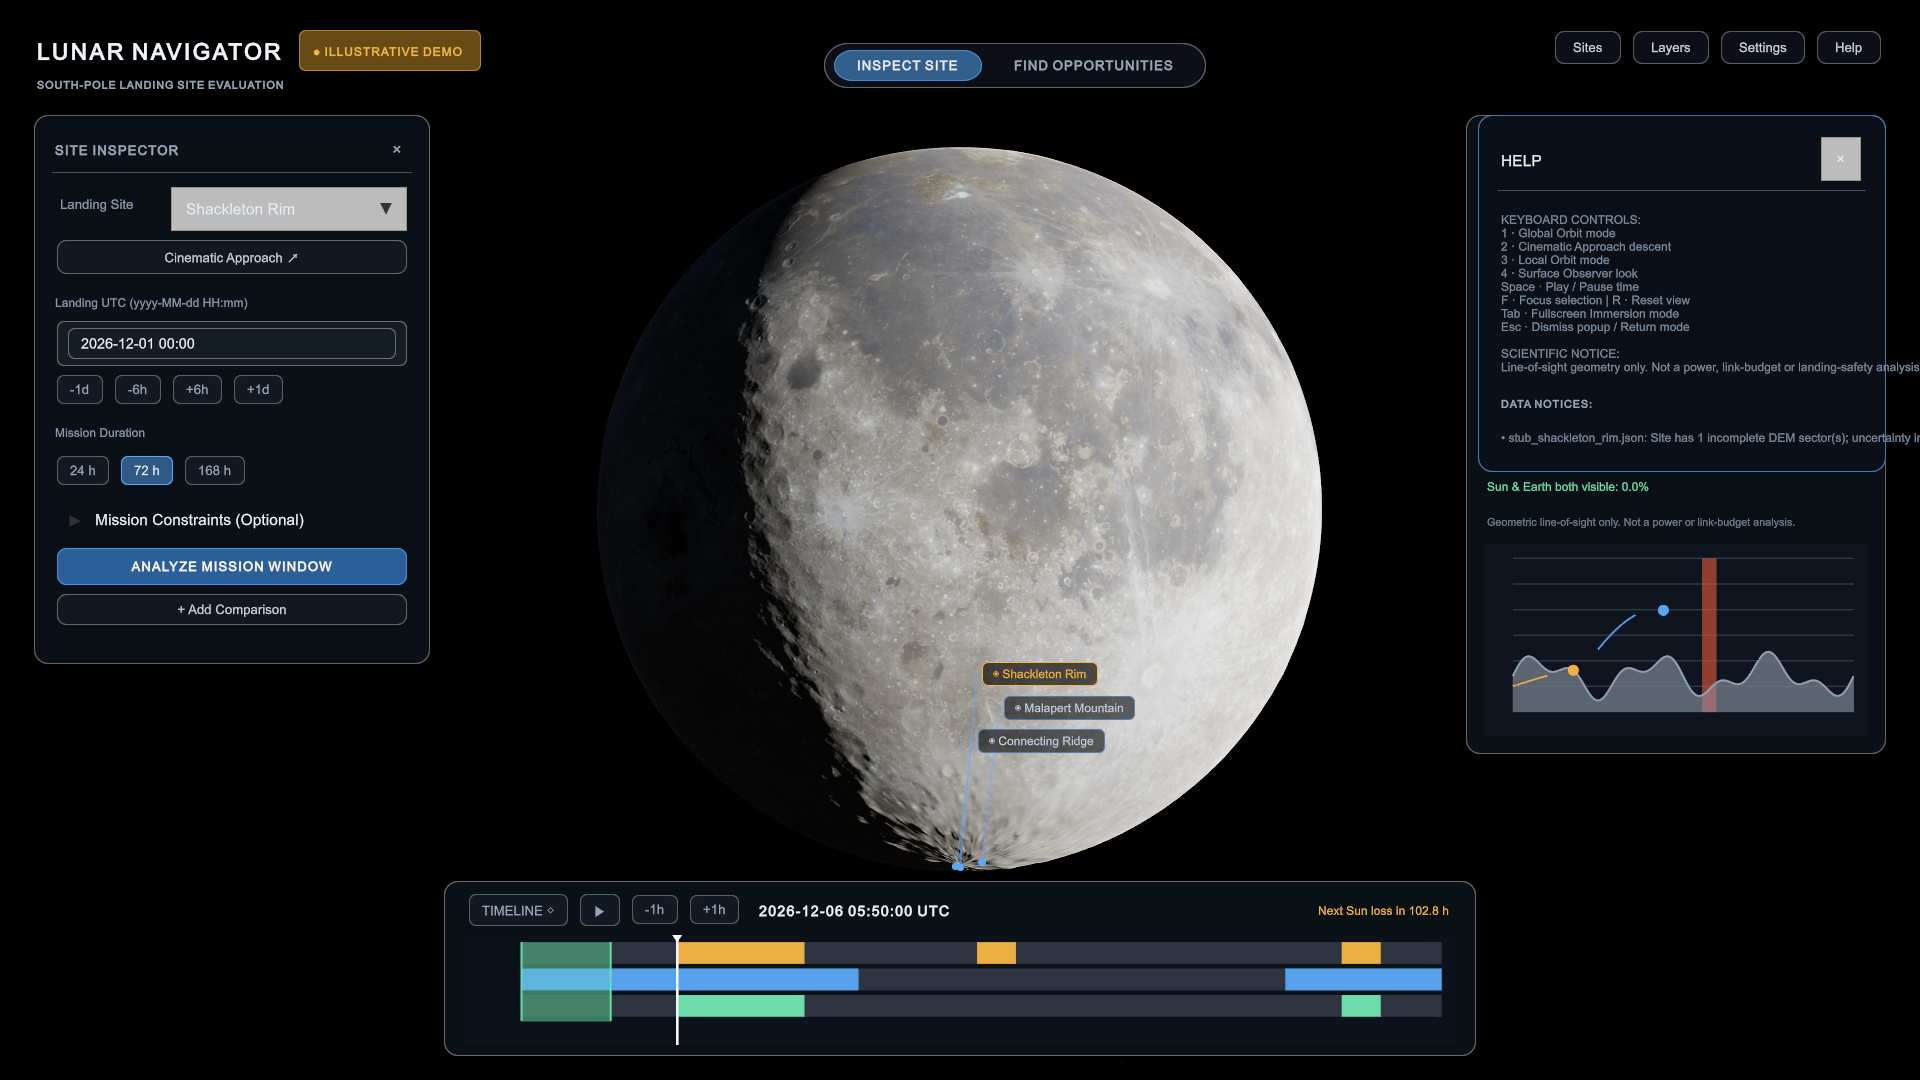 LUNAR NAVIGATOR
● ILLUSTRATIVE DEMO
SOUTH-POLE LANDING SITE EVALUATION
INSPECT SITE
FIND OPPORTUNITIES
Sites
Layers
Settings
Help
SITE INSPECTOR
×
Landing Site
Shackleton Rim ▼
Cinematic Approach ↗
Landing UTC (yyyy-MM-dd HH:mm)
2026-12-01 00:00
-1d
-6h
+6h
+1d
Mission Duration
24 h
72 h
168 h
▶ Mission Constraints (Optional)
ANALYZE MISSION WINDOW
+ Add Comparison
Shackleton Rim
Malapert Mountain
Connecting Ridge
HELP
×
KEYBOARD CONTROLS:
1 · Global Orbit mode
2 · Cinematic Approach descent
3 · Local Orbit mode
4 · Surface Observer look
Space · Play / Pause time
F · Focus selection | R · Reset view
Tab · Fullscreen Immersion mode
Esc · Dismiss popup / Return mode
SCIENTIFIC NOTICE:
Line-of-sight geometry only. Not a power, link-budget or landing-safety analysis
DATA NOTICES:
• stub_shackleton_rim.json: Site has 1 incomplete DEM sector(s); uncertainty
Sun & Earth both visible: 0.0%
Geometric line-of-sight only. Not a power or link-budget analysis.
TIMELINE ◇
▶
-1h
+1h
2026-12-06 05:50:00 UTC
Next Sun loss in 102.8 h